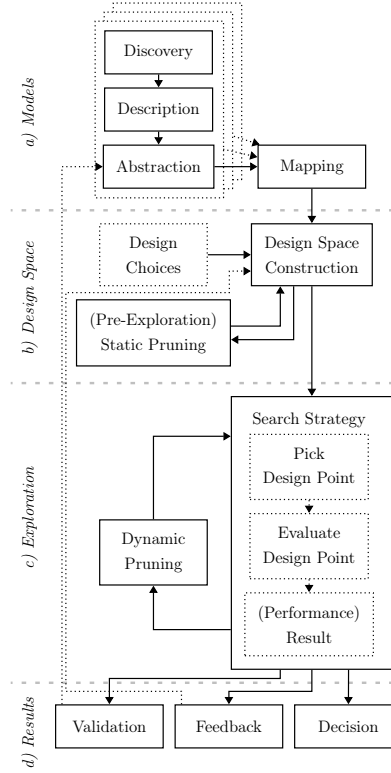 a) Models
Discovery
Description
Abstraction
Mapping
b) Design Space
Design
Choices
Design Space
Construction
(Pre-Exploration)
Static Pruning
c) Exploration
Search Strategy
Pick
Design Point
Evaluate
Design Point
(Performance)
Result
Dynamic
Pruning
d) Results
Validation
Feedback
Decision